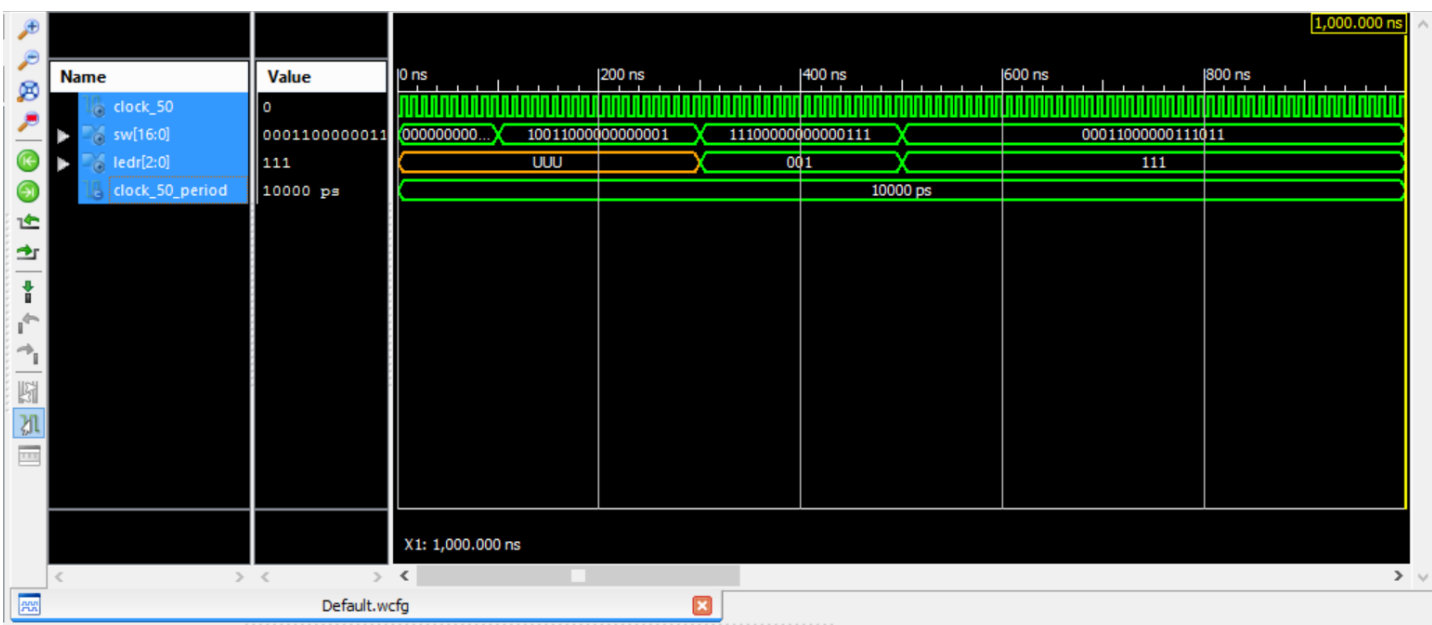 1,000.000 ns
Name Value 0 ns 200 ns 400 ns 600 ns 800 ns
clock_50 0
sw[16:0] 0001100000011 000000000... 10011000000000001 11100000000000111 00011000000111011
ledr[2:0] 111 UUU 001 111
clock_50_period 10000 ps 10000 ps
X1: 1,000.000 ns
Default.wcfg